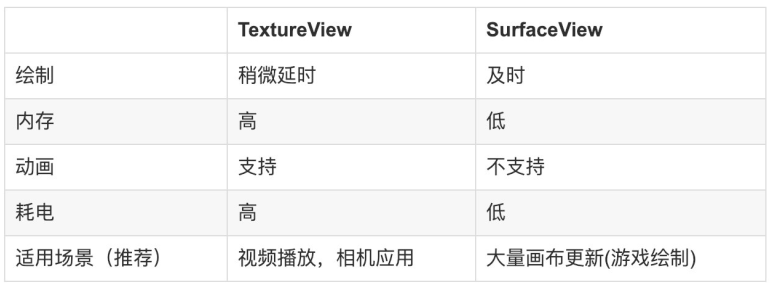 TextureView SurfaceView
绘制 稍微延时 及时
内存 高 低
动画 支持 不支持
耗电 高 低
适用场景（推荐） 视频播放，相机应用 大量画布更新(游戏绘制)